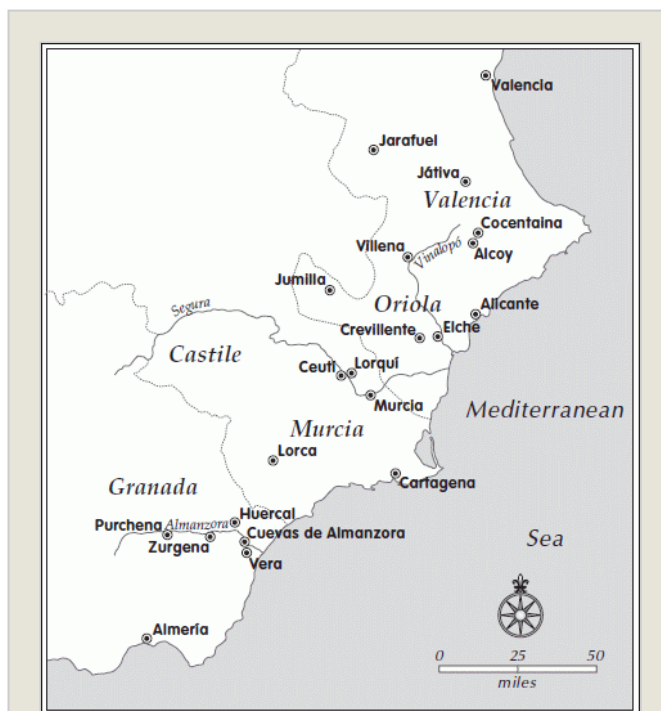 Valencia
Jarafuel
Játiva
Valencia
Cocentaina
Villena
Vinalopó
Alcoy
Jumilla
Segura
Oriola
Alicante
Crevillente
Elche
Castile
Ceutí
Lorquí
Murcia
Mediterranean
Murcia
Lorca
Granada
Cartagena
Huercal
Purchena
Almanzora
Cuevas de Almanzora
Zurgena
Sea
Vera
Almería
0 25 50
miles